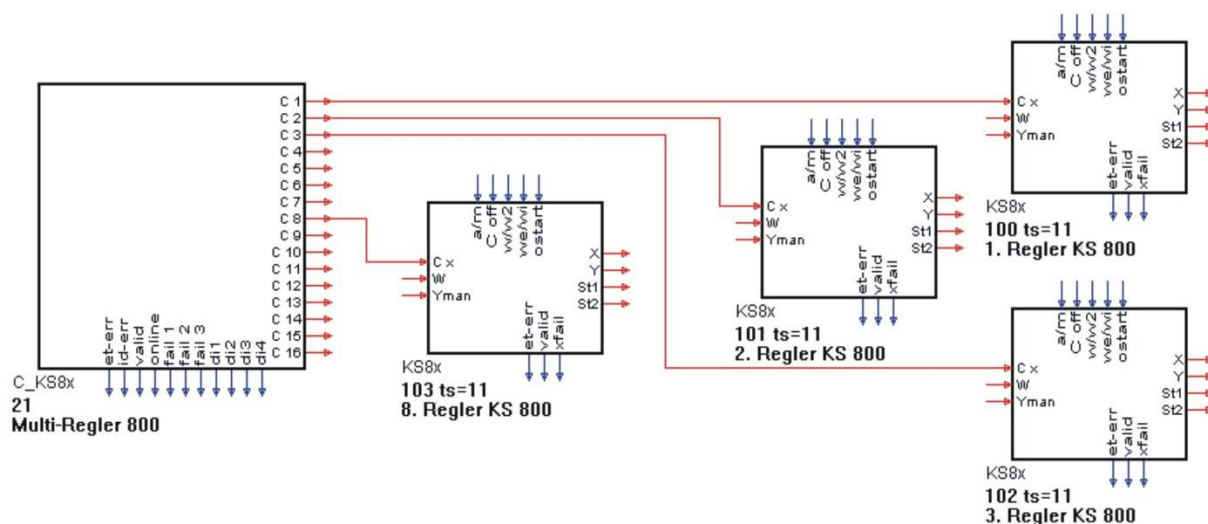 C 1
C 2
C 3
C 4
C 5
C 6
C 7
C 8
C 9
C 10
C 11
C 12
C 13
C 14
C 15
C 16
et-err
id-err
valid
online
fail 1
fail 2
fail 3
di1
di2
di3
di4
C_KS8x
21
Multi-Regler 800
a/m
C off
w/w2
we/wi
ostart
C x
W
Yman
X
Y
St1
St2
et-err
valid
xfail
KS8x
103 ts=11
8. Regler KS 800
a/m
C off
w/w2
we/wi
ostart
C x
W
Yman
X
Y
St1
St2
et-err
valid
xfail
KS8x
101 ts=11
2. Regler KS 800
a/m
C off
w/w2
we/wi
ostart
C x
W
Yman
X
Y
St1
St2
et-err
valid
xfail
KS8x
100 ts=11
1. Regler KS 800
a/m
C off
w/w2
we/wi
ostart
C x
W
Yman
X
Y
St1
St2
et-err
valid
xfail
KS8x
102 ts=11
3. Regler KS 800